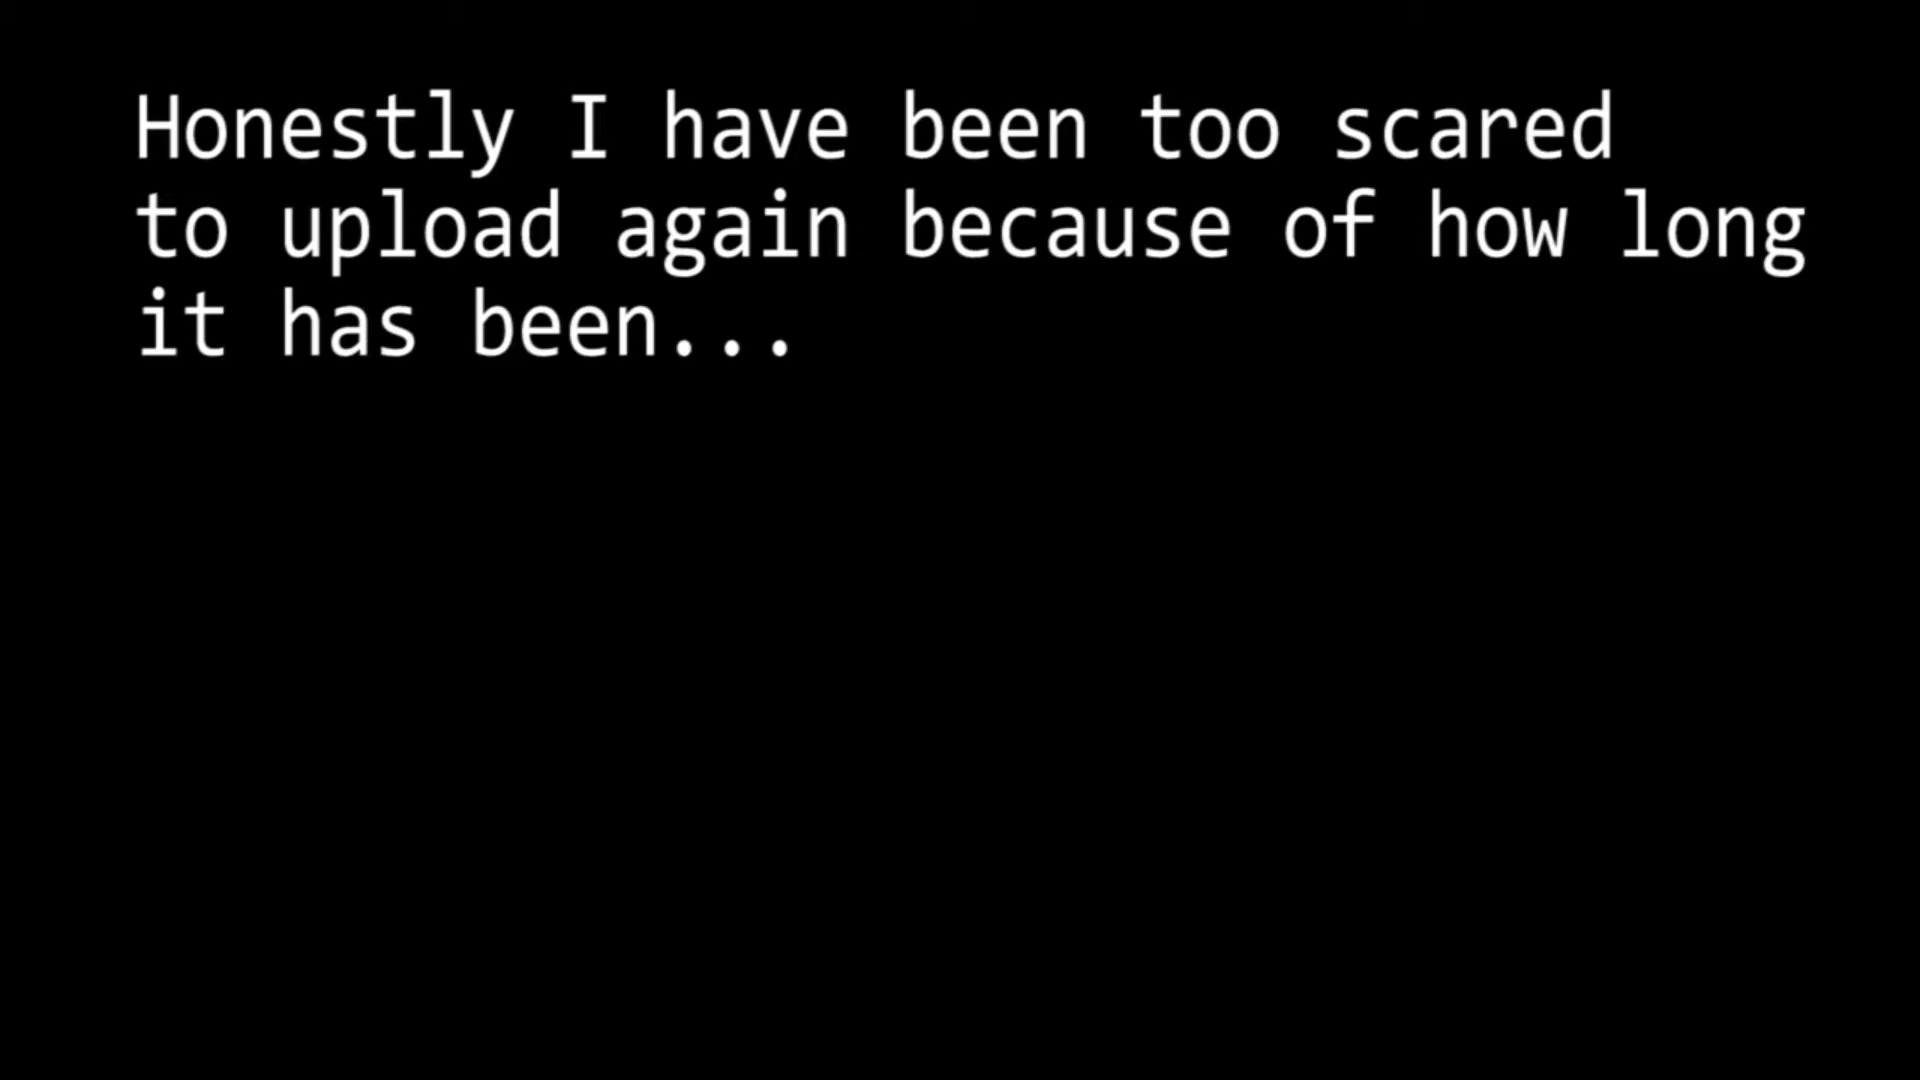 Honestly I have been too scared
to upload again because of how long
it has been...